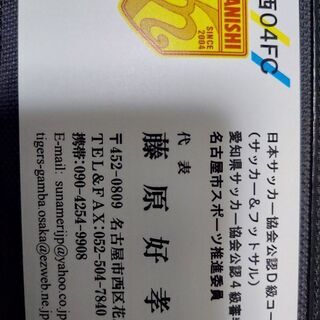 西04FC
ANISHI
SINCE
2004
日本サッカー協会公認D級コー
(サッカー&フットサル)
愛知県サッカー協会公認4級審
名古屋市スポーツ推進委員
代表
藤原好孝
〒452-0809 名古屋市西区花
TEL&FAX:052-504-7840
携帯:090-4254-9908
E-mail: sunamerijp@yahoo.co.jp
tigers-gamba.osaka@ezweb.ne.j